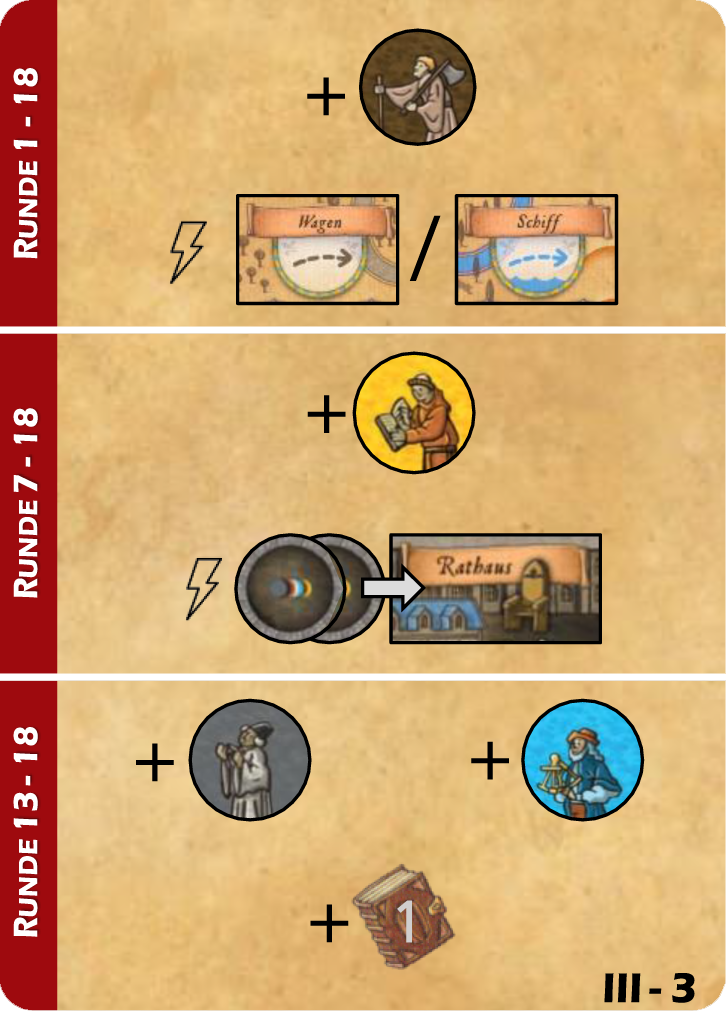 RUNDE 1 - 18
+
Wagen / Schiff
RUNDE 7 - 18
+
Rathaus
RUNDE 13 - 18
+ +
+ 1
III - 3